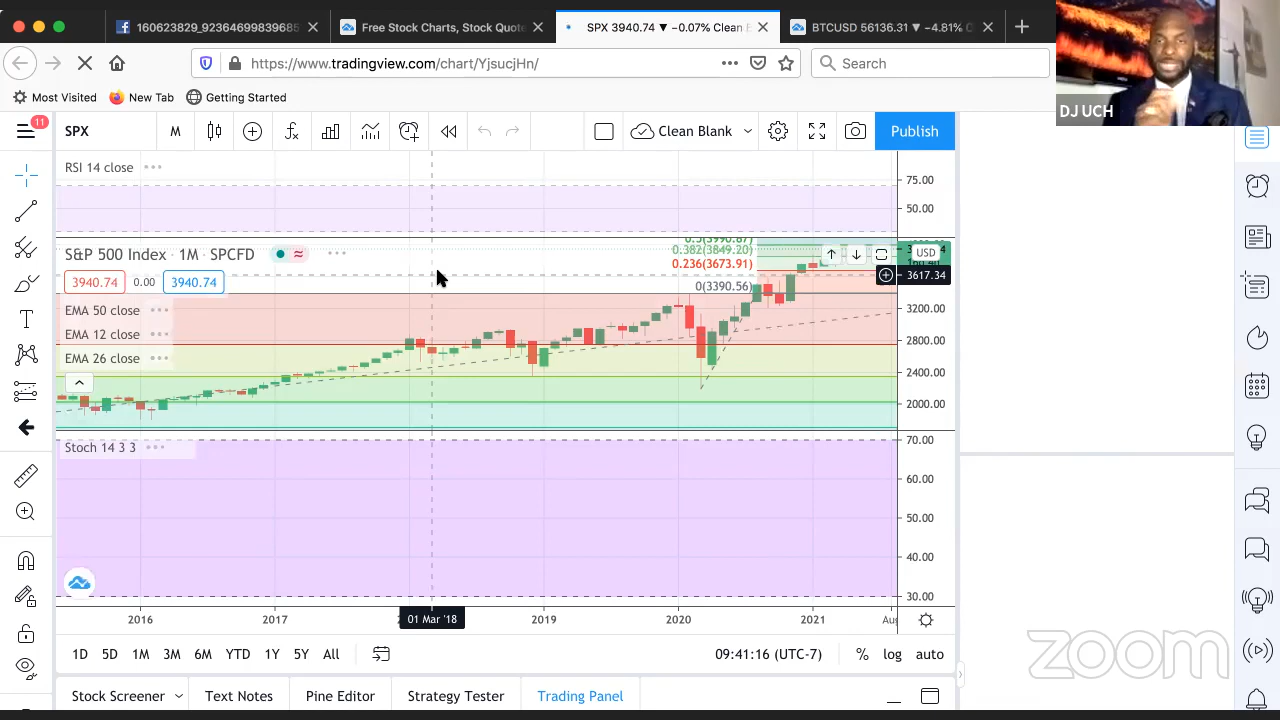 160623829_92364699839685
Free Stock Charts, Stock Quote
SPX 3940.74 ▼ −0.07% Clean
BTCUSD 56136.31 ▼ −4.81% C
https://www.tradingview.com/chart/YjsucjHn/
Search
Most Visited
New Tab
Getting Started
DJ UCH
11
SPX
M
Clean Blank
Publish
RSI 14 close
75.00
50.00
S&P 500 Index · 1M · SPCFD
0.5(3990.87)
0.382(3849.20)
0.236(3673.91)
0(3390.56)
USD
3617.34
3940.74
0.00
3940.74
EMA 50 close
EMA 12 close
EMA 26 close
3200.00
2800.00
2400.00
2000.00
Stoch 14 3 3
70.00
60.00
50.00
40.00
30.00
2016
2017
01 Mar '18
2019
2020
2021
Aug
1D 5D 1M 3M 6M YTD 1Y 5Y All
09:41:16 (UTC-7)
% log auto
zoom
Stock Screener
Text Notes
Pine Editor
Strategy Tester
Trading Panel